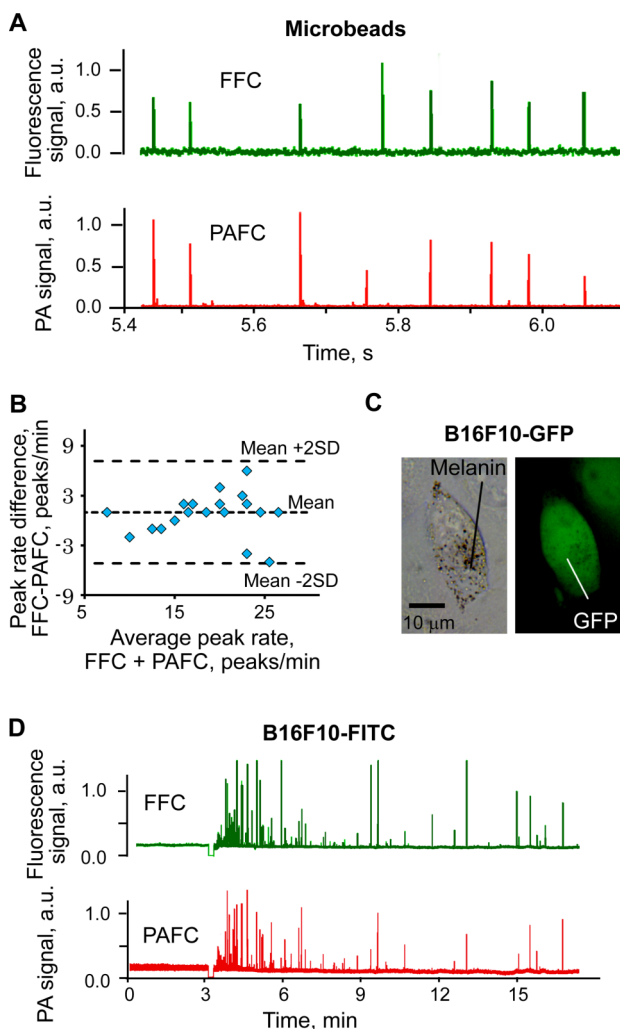 A
Microbeads
Fluorescence
signal, a.u.
1.0
0.5
0.0
FFC
PA signal, a.u.
1.0
0.5
0.0
PAFC
5.4
5.6
5.8
6.0
Time, s
B
Peak rate difference,
FFC-PAFC, peaks/min
9
3
-3
-9
Mean +2SD
Mean
Mean -2SD
5
15
25
Average peak rate,
FFC + PAFC, peaks/min
C
B16F10-GFP
Melanin
10 μm
GFP
D
B16F10-FITC
Fluorescence
signal, a.u.
1.0
0.0
FFC
PA signal, a.u.
1.0
0.0
PAFC
0
3
6
9
12
15
Time, min